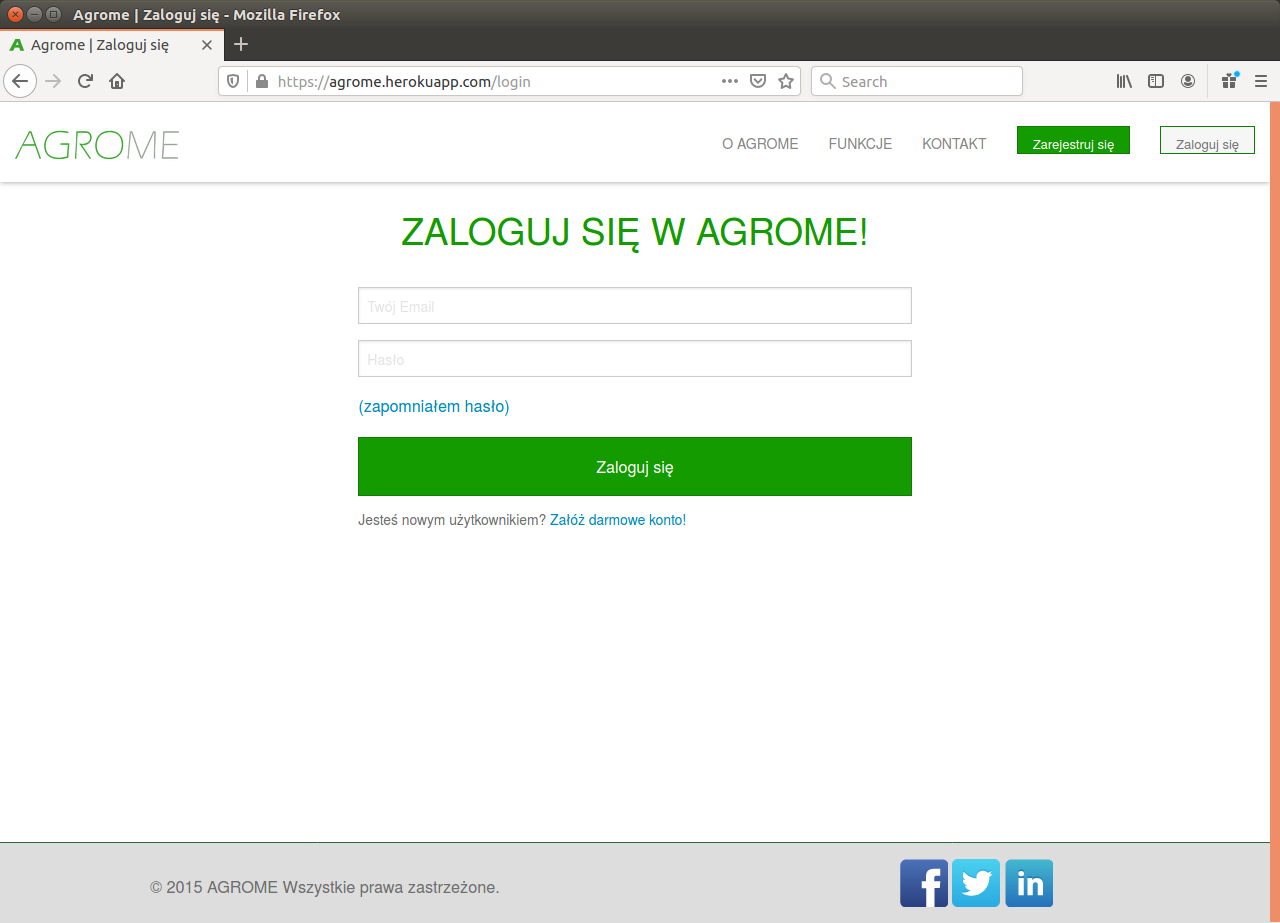 Agrome | Zaloguj się - Mozilla Firefox
Agrome | Zaloguj się
https://agrome.herokuapp.com/login
Search
AGROME
O AGROME
FUNKCJE
KONTAKT
Zarejestruj się
Zaloguj się
ZALOGUJ SIĘ W AGROME!
Twój Email
Hasło
(zapomniałem hasło)
Zaloguj się
Jesteś nowym użytkownikiem? Załóż darmowe konto!
© 2015 AGROME Wszystkie prawa zastrzeżone.